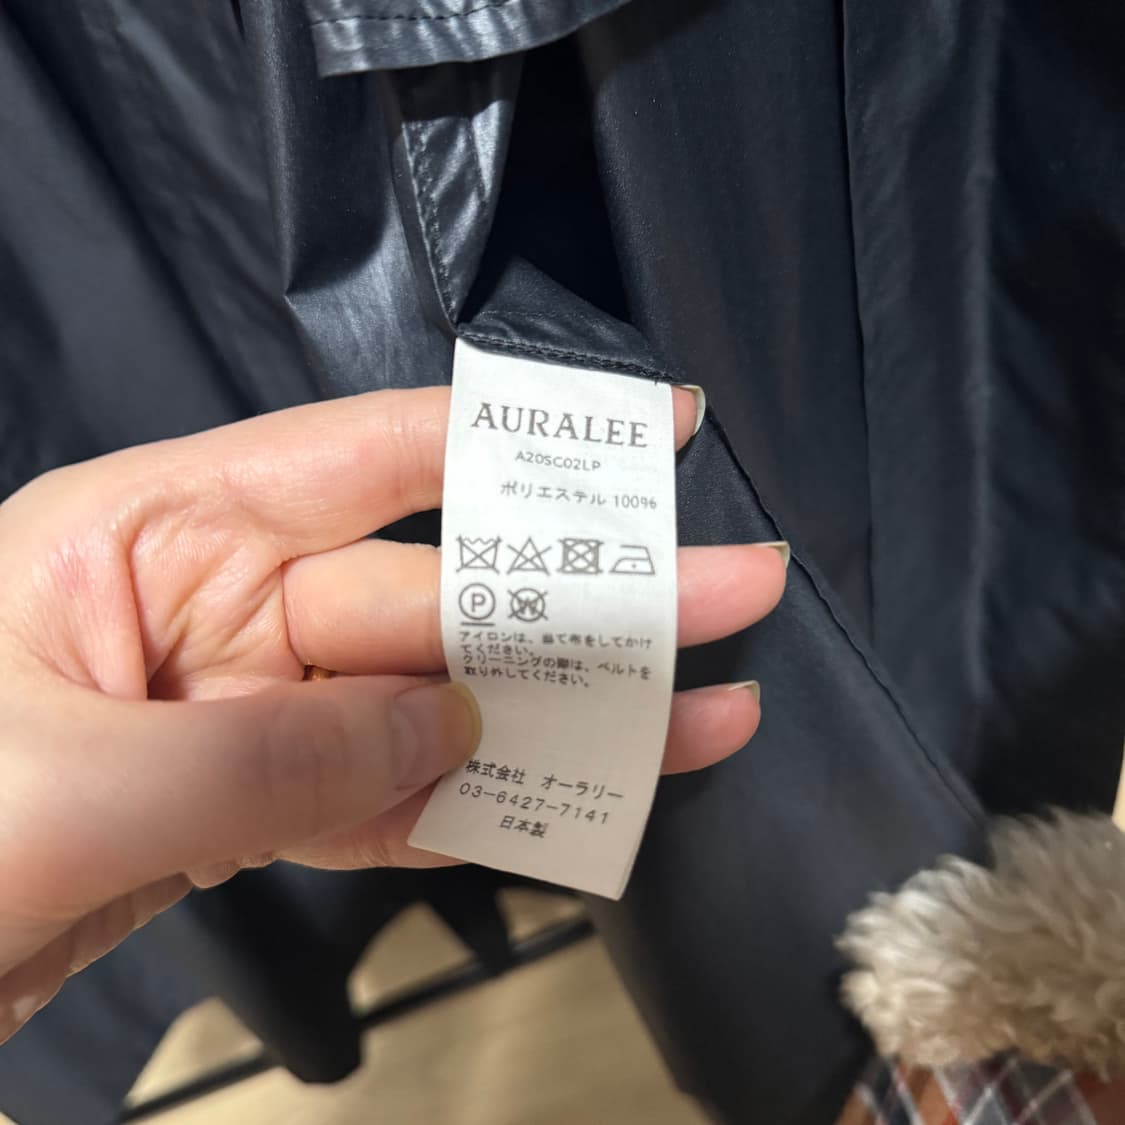 AURALEE
A20SC02LP
ポリエステル 100%
P
W
アイロンは、当て布をしてかけ
てください。
クリーニングの際は、ベルトを
取り外してください。
株式会社 オーラリー
03-6427-7141
日本製